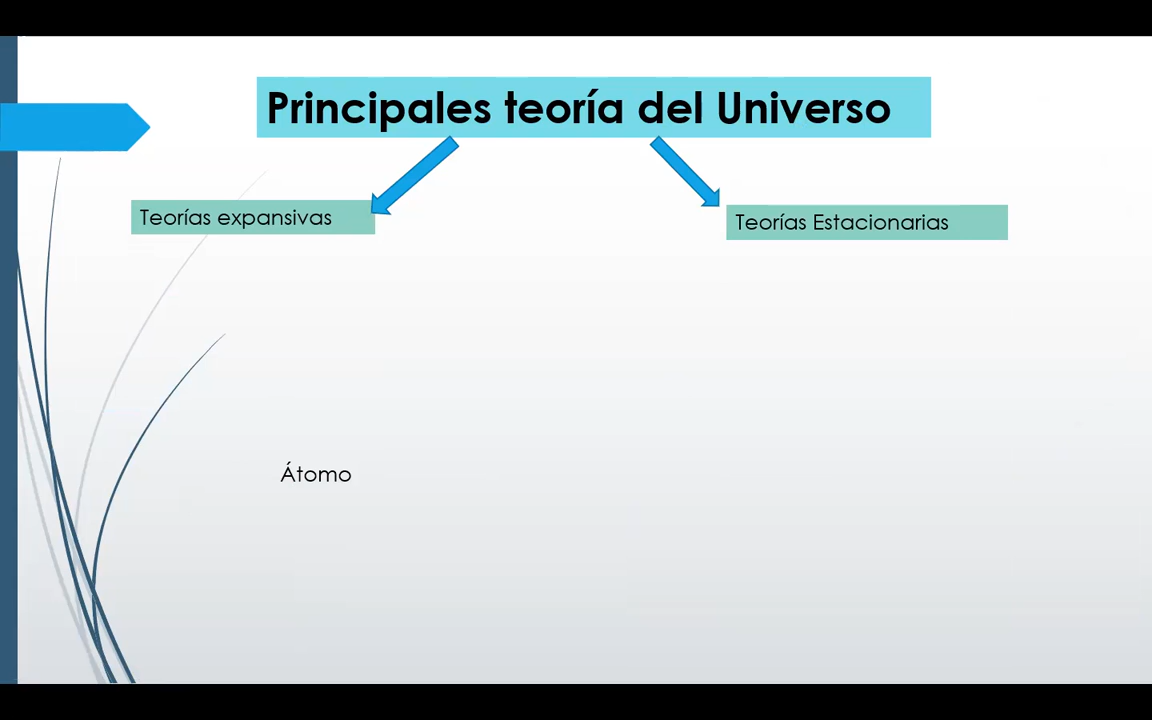 Principales teoría del Universo
Teorías expansivas
Teorías Estacionarias
Átomo